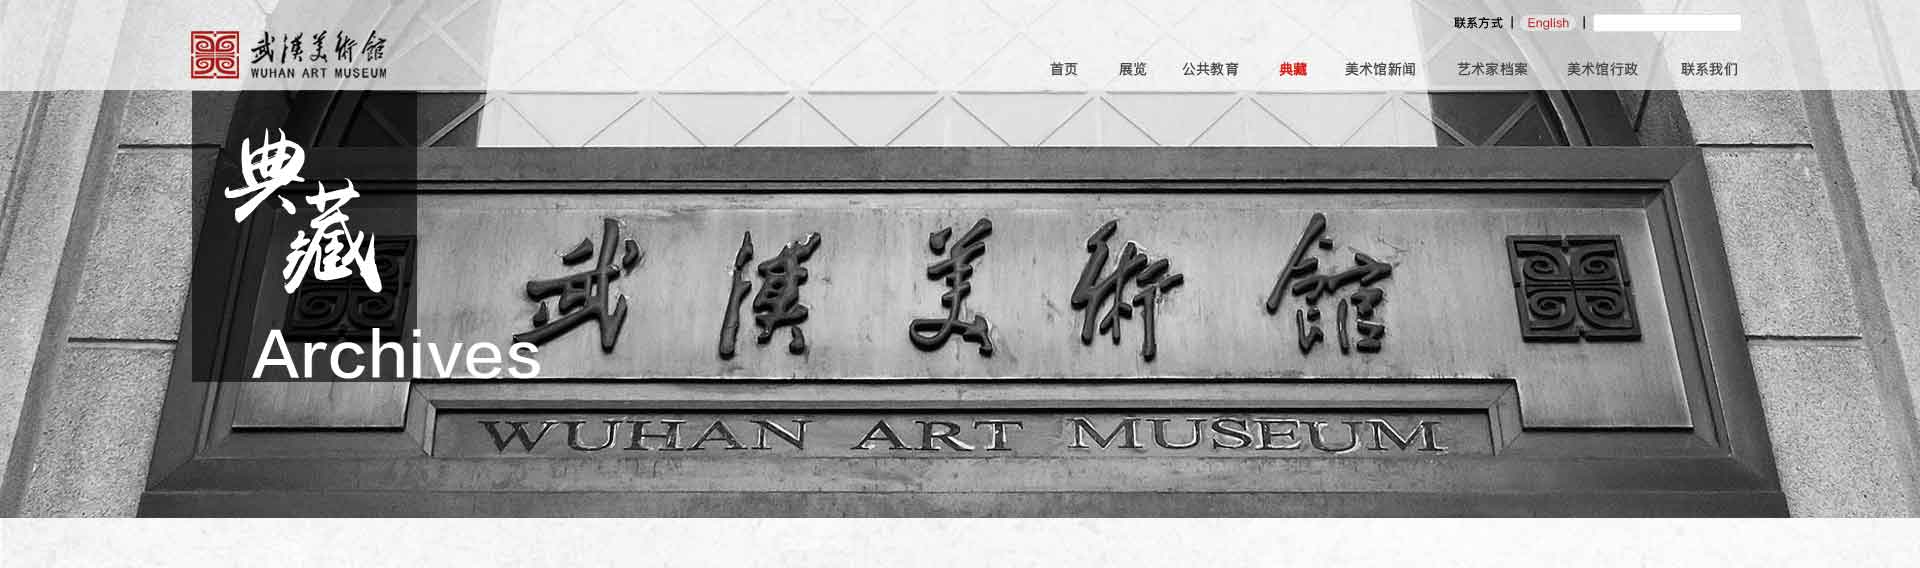 联系方式 | English |
武漢美術館
WUHAN ART MUSEUM
首页 展览 公共教育 典藏 美术馆新闻 艺术家档案 美术馆行政 联系我们
典藏
Archives
武漢美術館
WUHAN ART MUSEUM